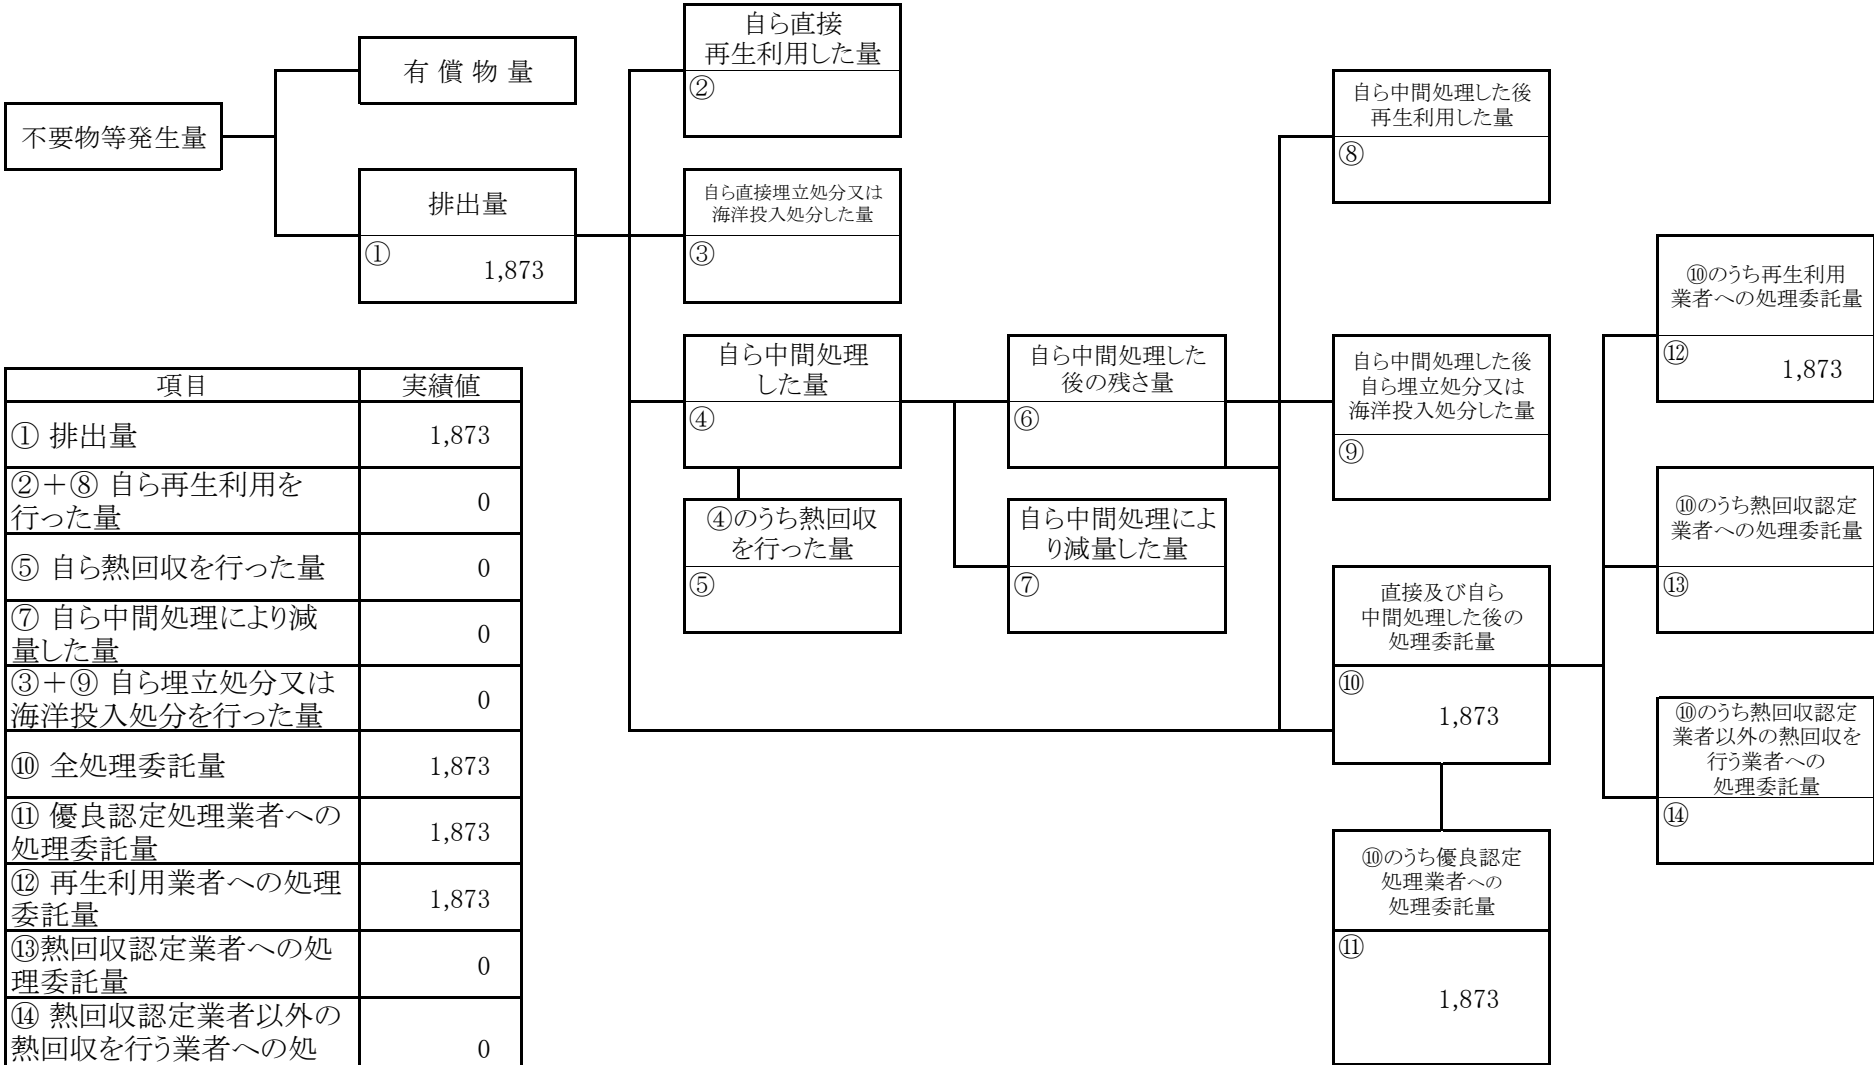 不要物等発生量
有償物量
排出量
①
1,873
自ら直接
再生利用した量
②
自ら直接埋立処分又は
海洋投入処分した量
③
自ら中間処理
した量
④
④のうち熱回収
を行った量
⑤
自ら中間処理した
後の残さ量
⑥
自ら中間処理によ
り減量した量
⑦
自ら中間処理した後
再生利用した量
⑧
自ら中間処理した後
自ら埋立処分又は
海洋投入処分した量
⑨
直接及び自ら
中間処理した後の
処理委託量
⑩
1,873
⑩のうち優良認定
処理業者への
処理委託量
⑪
1,873
⑩のうち再生利用
業者への処理委託量
⑫
1,873
⑩のうち熱回収認定
業者への処理委託量
⑬
⑩のうち熱回収認定
業者以外の熱回収を
行う業者への
処理委託量
⑭
項目 実績値
① 排出量 1,873
②＋⑧ 自ら再生利用を
行った量 0
⑤ 自ら熱回収を行った量 0
⑦ 自ら中間処理により減
量した量 0
③＋⑨ 自ら埋立処分又は
海洋投入処分を行った量 0
⑩ 全処理委託量 1,873
⑪ 優良認定処理業者への
処理委託量 1,873
⑫ 再生利用業者への処理
委託量 1,873
⑬熱回収認定業者への処
理委託量 0
⑭ 熱回収認定業者以外の
熱回収を行う業者への処 0